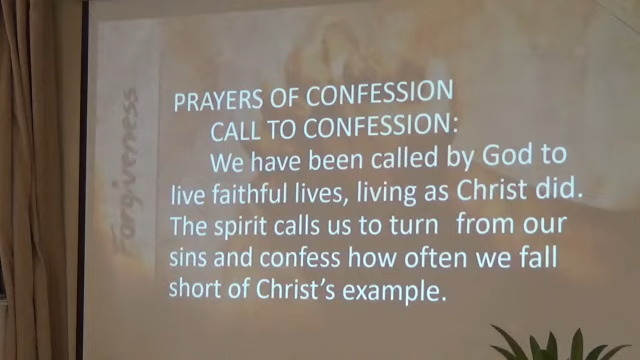 Forgiveness
PRAYERS OF CONFESSION
CALL TO CONFESSION:
We have been called by God to
live faithful lives, living as Christ did.
The spirit calls us to turn from our
sins and confess how often we fall
short of Christ's example.